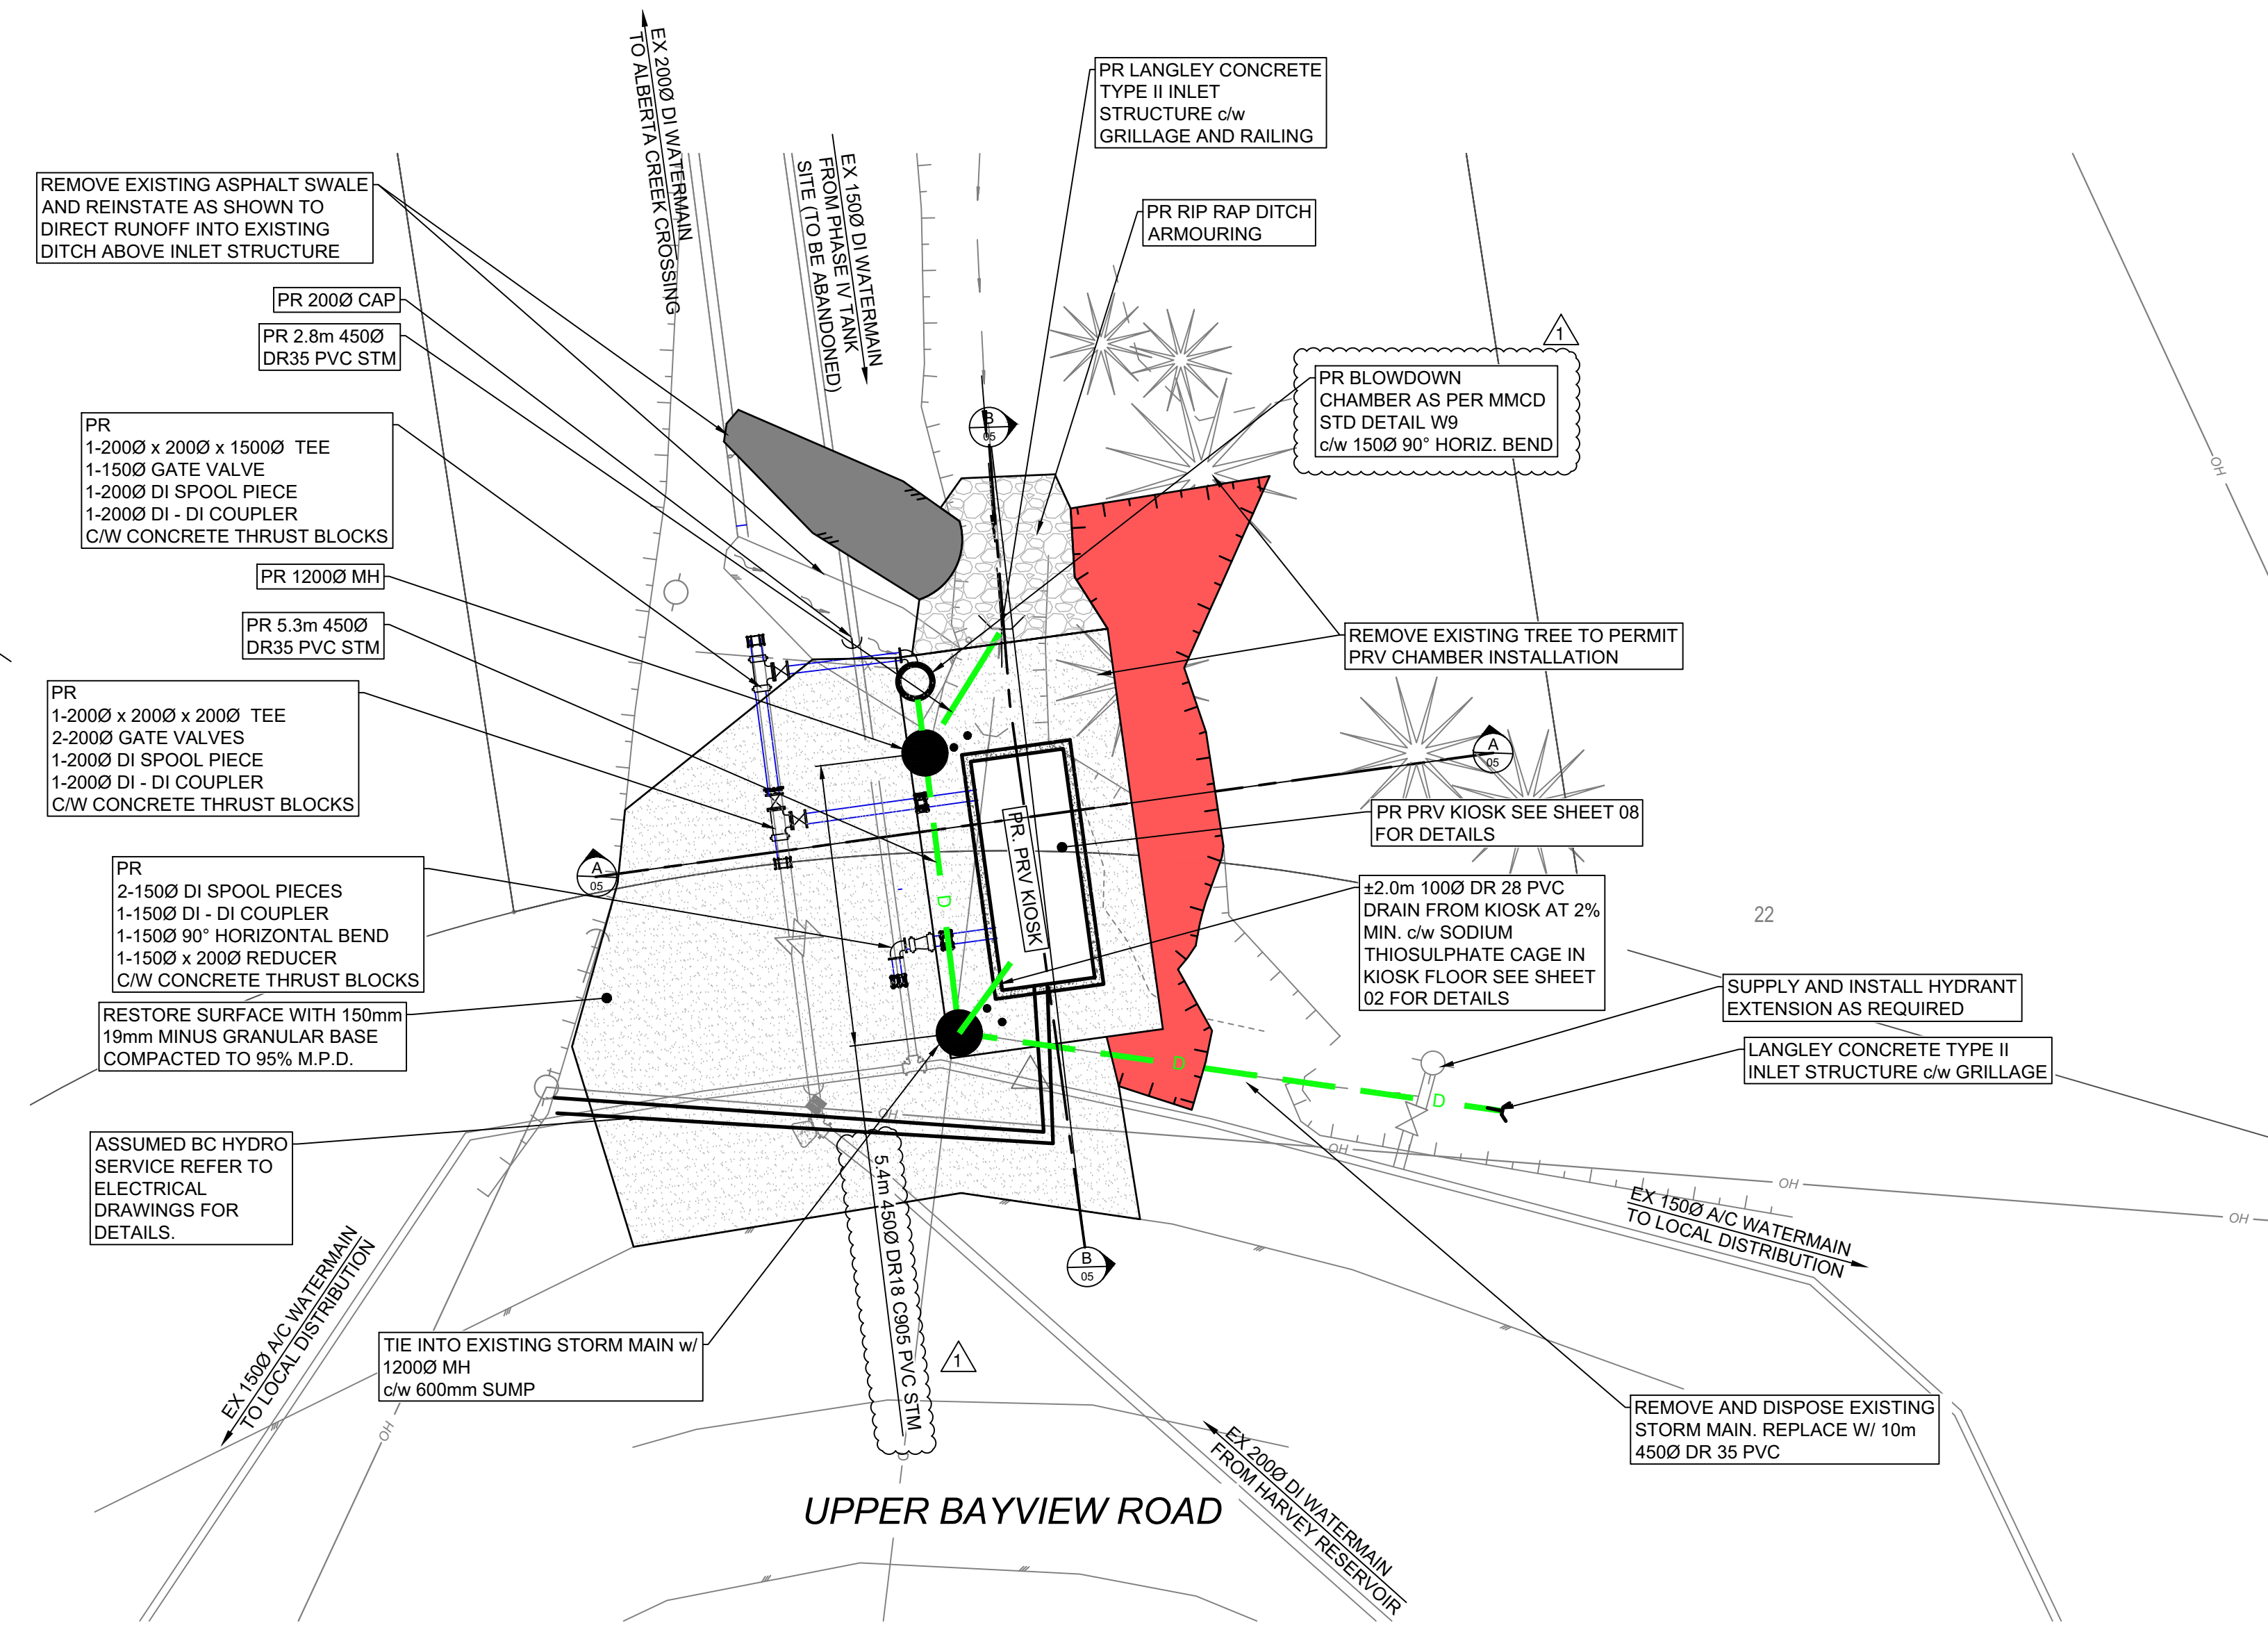 EX 200Ø DI WATERMAIN
TO ALBERTA CREEK CROSSING
EX 150Ø DI WATERMAIN
FROM PHASE IV TANK
SITE (TO BE ABANDONED)
PR LANGLEY CONCRETE
TYPE II INLET
STRUCTURE c/w
GRILLAGE AND RAILING
REMOVE EXISTING ASPHALT SWALE
AND REINSTATE AS SHOWN TO
DIRECT RUNOFF INTO EXISTING
DITCH ABOVE INLET STRUCTURE
PR RIP RAP DITCH
ARMOURING
PR 200Ø CAP
PR 2.8m 450Ø
DR35 PVC STM
1
PR BLOWDOWN
CHAMBER AS PER MMCD
STD DETAIL W9
c/w 150Ø 90° HORIZ. BEND
PR
1-200Ø x 200Ø x 1500Ø TEE
1-150Ø GATE VALVE
1-200Ø DI SPOOL PIECE
1-200Ø DI - DI COUPLER
C/W CONCRETE THRUST BLOCKS
B
05
OH
PR 1200Ø MH
PR 5.3m 450Ø
DR35 PVC STM
REMOVE EXISTING TREE TO PERMIT
PRV CHAMBER INSTALLATION
PR
1-200Ø x 200Ø x 200Ø TEE
2-200Ø GATE VALVES
1-200Ø DI SPOOL PIECE
1-200Ø DI - DI COUPLER
C/W CONCRETE THRUST BLOCKS
A
05
PR PRV KIOSK SEE SHEET 08
FOR DETAILS
PR. PRV KIOSK
A
05
D
PR
2-150Ø DI SPOOL PIECES
1-150Ø DI - DI COUPLER
1-150Ø 90° HORIZONTAL BEND
1-150Ø x 200Ø REDUCER
C/W CONCRETE THRUST BLOCKS
±2.0m 100Ø DR 28 PVC
DRAIN FROM KIOSK AT 2%
MIN. c/w SODIUM
THIOSULPHATE CAGE IN
KIOSK FLOOR SEE SHEET
02 FOR DETAILS
22
SUPPLY AND INSTALL HYDRANT
EXTENSION AS REQUIRED
RESTORE SURFACE WITH 150mm
19mm MINUS GRANULAR BASE
COMPACTED TO 95% M.P.D.
LANGLEY CONCRETE TYPE II
INLET STRUCTURE c/w GRILLAGE
D
D
OH
OH
OH
OH
ASSUMED BC HYDRO
SERVICE REFER TO
ELECTRICAL
DRAWINGS FOR
DETAILS.
5.4m 450Ø DR18 C905 PVC STM
1
B
05
EX 150Ø A/C WATERMAIN
TO LOCAL DISTRIBUTION
EX 150Ø A/C WATERMAIN
TO LOCAL DISTRIBUTION
OH
TIE INTO EXISTING STORM MAIN w/
1200Ø MH
c/w 600mm SUMP
D
REMOVE AND DISPOSE EXISTING
STORM MAIN. REPLACE W/ 10m
450Ø DR 35 PVC
EX 200Ø DI WATERMAIN
FROM HARVEY RESERVOIR
UPPER BAYVIEW ROAD